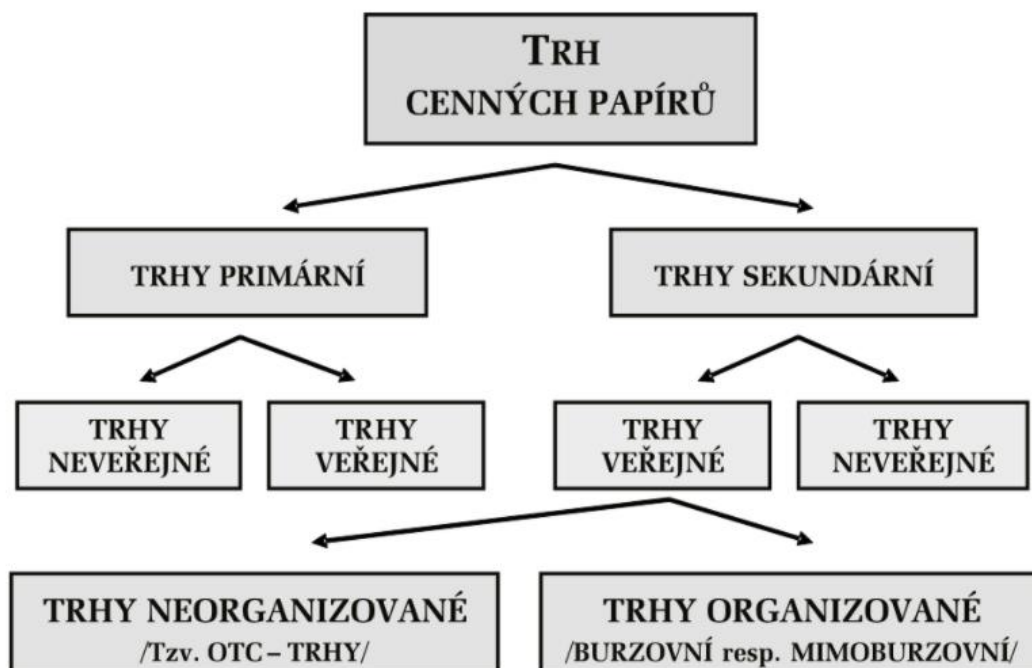 TRH
CENNÝCH PAPÍRŮ
TRHY PRIMÁRNÍ
TRHY SEKUNDÁRNÍ
TRHY
NEVEŘEJNÉ
TRHY
VEŘEJNÉ
TRHY
VEŘEJNÉ
TRHY
NEVEŘEJNÉ
TRHY NEORGANIZOVANÉ
/Tzv. OTC – TRHY/
TRHY ORGANIZOVANÉ
/BURZOVNÍ resp. MIMOBURZOVNÍ/